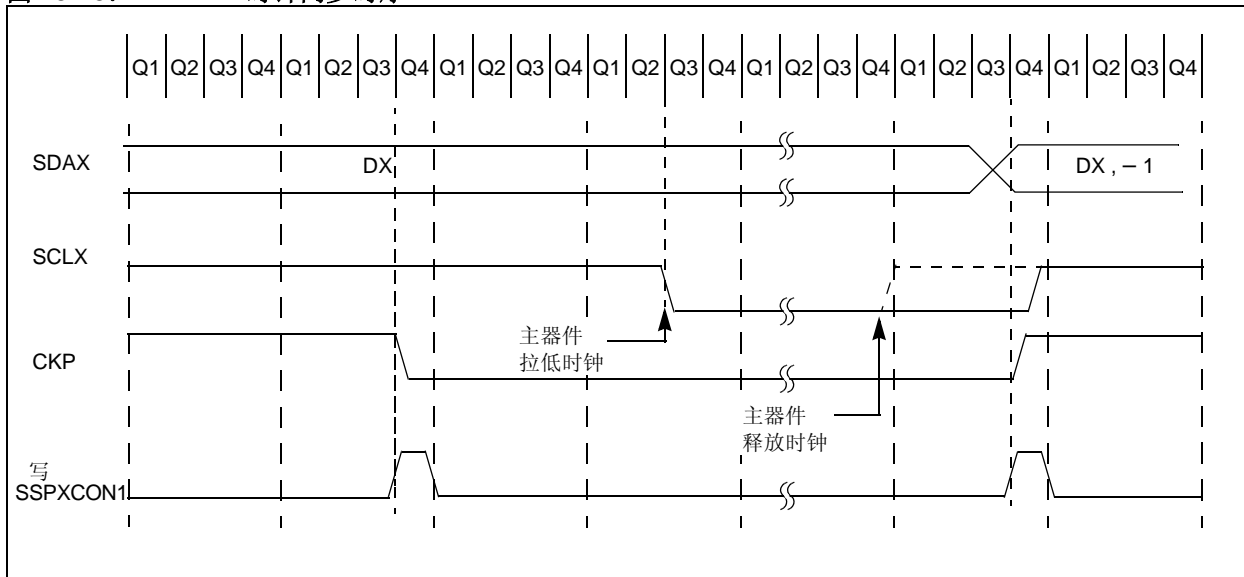 Q1 Q2 Q3 Q4 Q1 Q2 Q3 Q4 Q1 Q2 Q3 Q4 Q1 Q2 Q3 Q4 Q1 Q2 Q3 Q4 Q1 Q2 Q3 Q4 Q1 Q2 Q3 Q4
SDAX
DX
DX , – 1
SCLX
主器件
拉低时钟
CKP
主器件
释放时钟
写
SSPXCON1